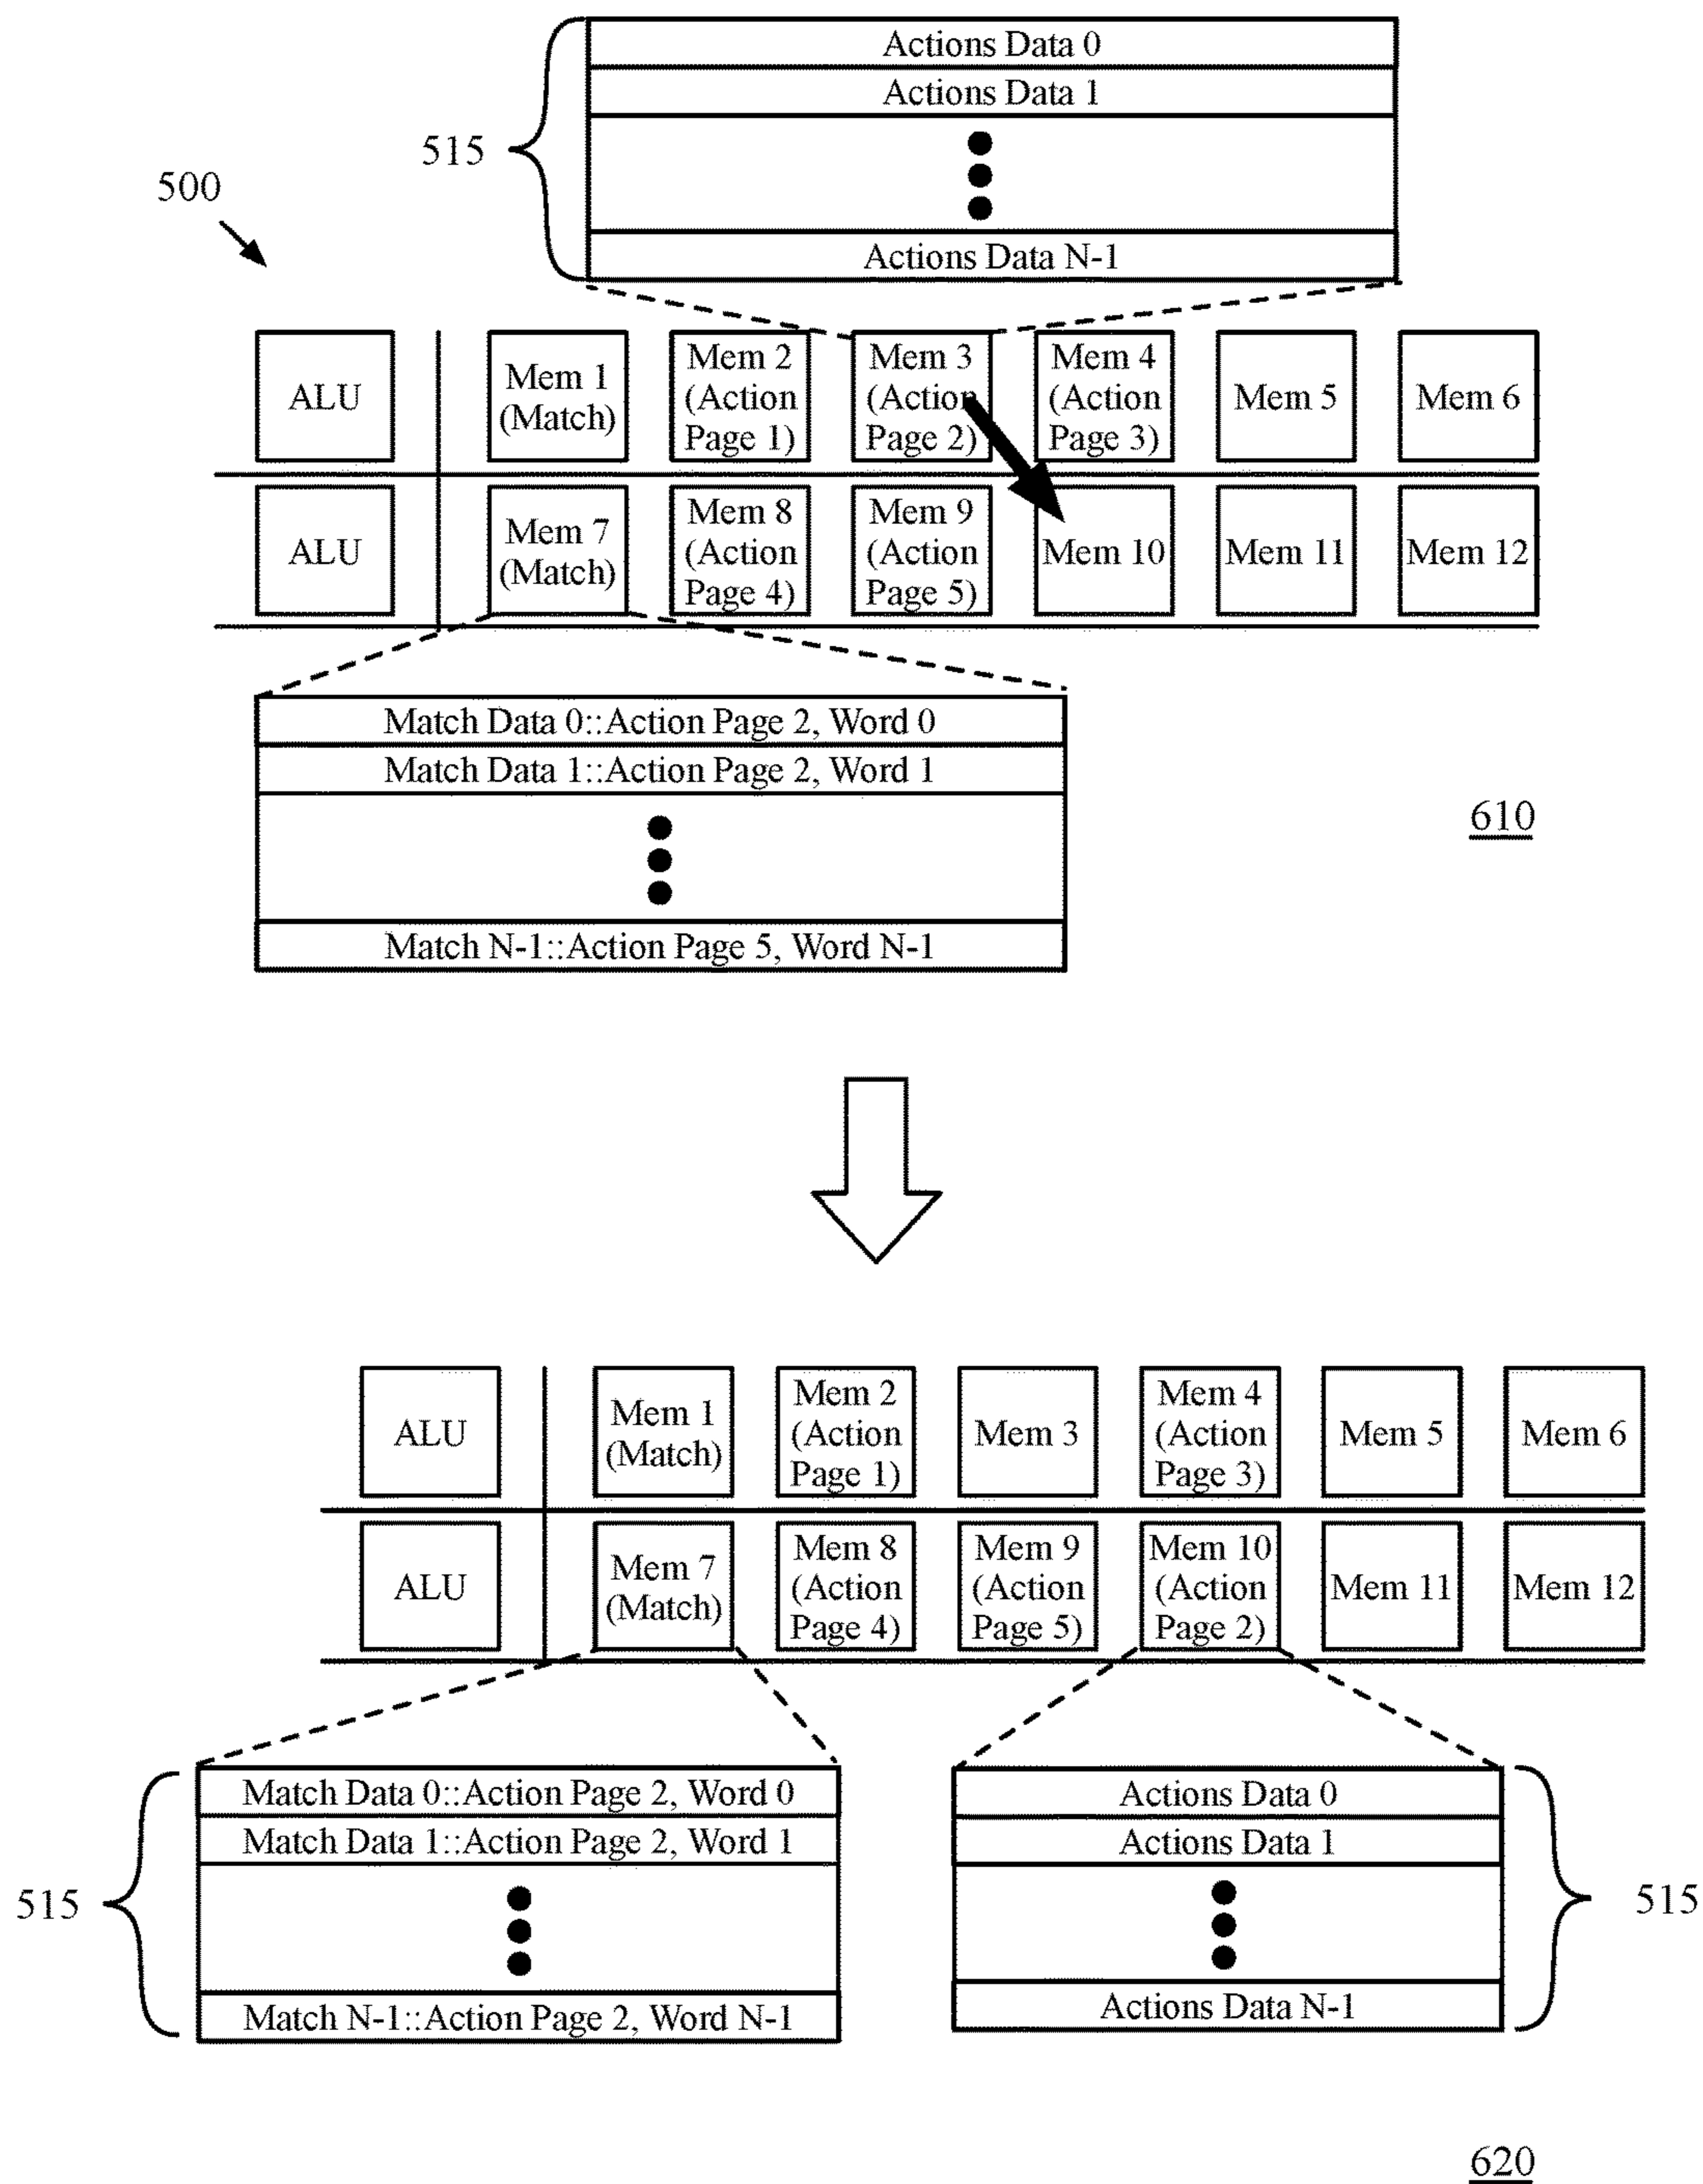 Actions Data 0
Actions Data 1
515
500
Actions Data N-1
ALU
Mem 1
(Match)
Mem 2
(Action
Page 1)
Mem 3
(Action
Page 2)
Mem 4
(Action
Page 3)
Mem 5
Mem 6
ALU
Mem 7
(Match)
Mem 8
(Action
Page 4)
Mem 9
(Action
Page 5)
Mem 10
Mem 11
Mem 12
Match Data 0::Action Page 2, Word 0
Match Data 1::Action Page 2, Word 1
610
Match N-1::Action Page 5, Word N-1
ALU
Mem 1
(Match)
Mem 2
(Action
Page 1)
Mem 3
Mem 4
(Action
Page 3)
Mem 5
Mem 6
ALU
Mem 7
(Match)
Mem 8
(Action
Page 4)
Mem 9
(Action
Page 5)
Mem 10
(Action
Page 2)
Mem 11
Mem 12
515
Match Data 0::Action Page 2, Word 0
Match Data 1::Action Page 2, Word 1
Match N-1::Action Page 2, Word N-1
Actions Data 0
Actions Data 1
Actions Data N-1
515
620